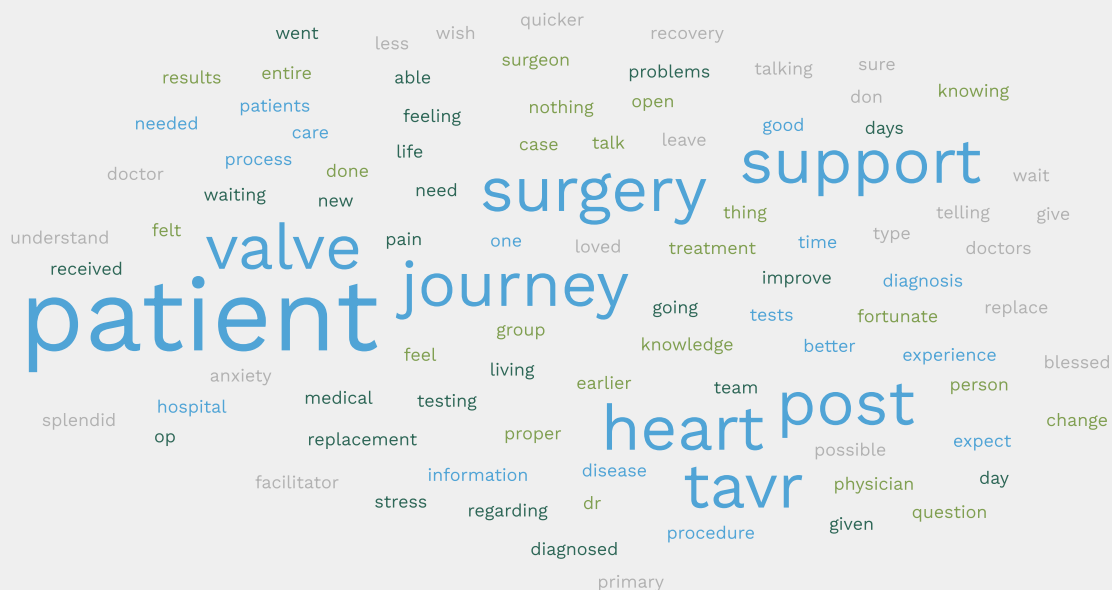 quicker
went
wish
recovery
less
surgeon
talking
sure
problems
results
entire
able
knowing
don
patients
nothing
open
feeling
needed
care
good
days
case
talk
leave
life
process
support
doctor
done
wait
waiting
new
need
surgery
thing
telling
give
felt
type
understand
valve
pain
one
loved
treatment
time
doctors
received
journey
improve
diagnosis
patient
going
tests
fortunate
replace
group
knowledge
better
feel
experience
blessed
living
anxiety
earlier
team
person
medical
testing
hospital
post
splendid
change
op
replacement
proper
heart
expect
possible
information
disease
facilitator
tavr
physician
day
stress
regarding
dr
question
given
procedure
diagnosed
primary